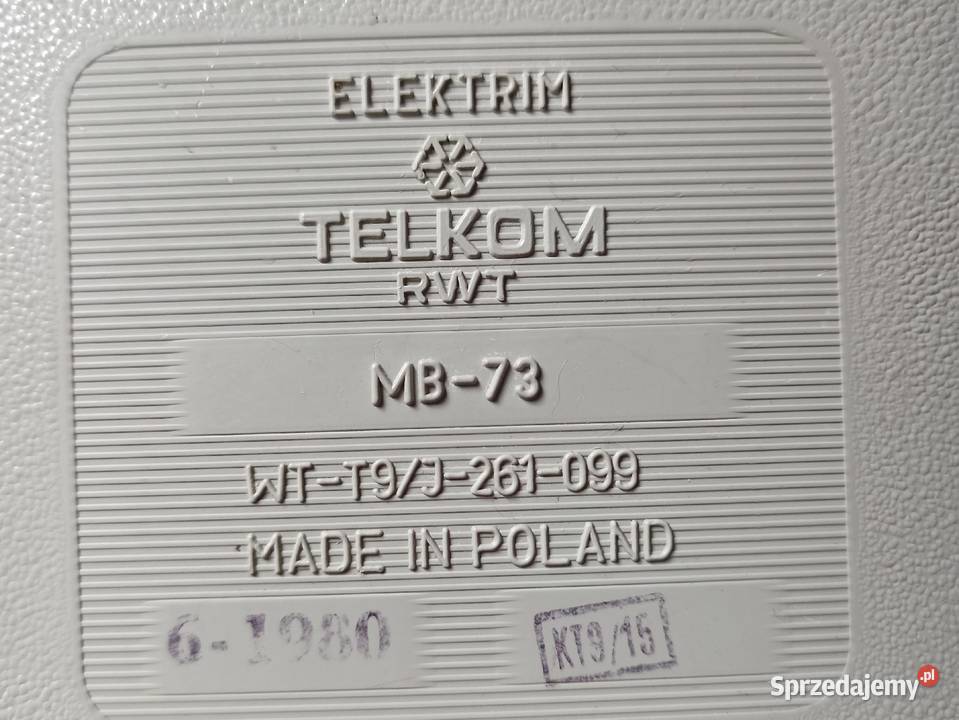 ELEKTRIM
TELKOM
RWT
MB-73
WT-T9/J-261-099
MADE IN POLAND
6-1980
KT9/15
Sprzedajemy.pl